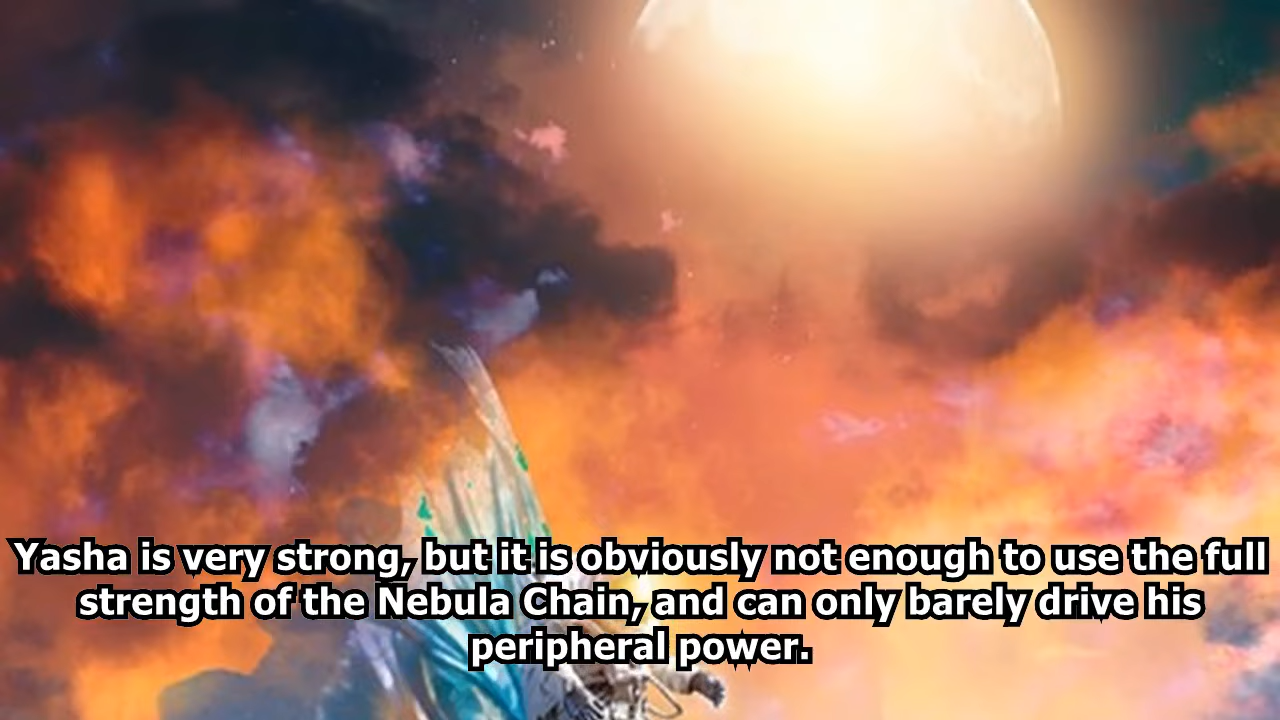 Yasha is very strong, but it is obviously not enough to use the full
strength of the Nebula Chain, and can only barely drive his
peripheral power.